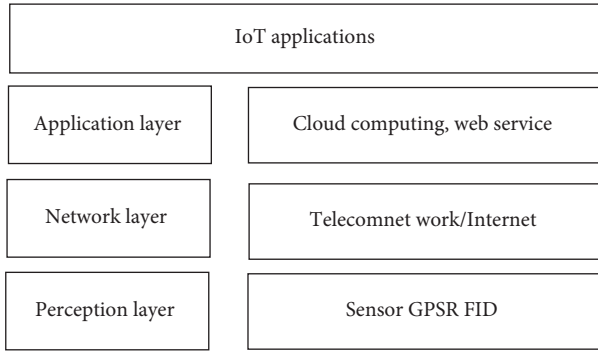 IoT applications
Application layer
Cloud computing, web service
Network layer
Telecomnet work/Internet
Perception layer
Sensor GPSR FID